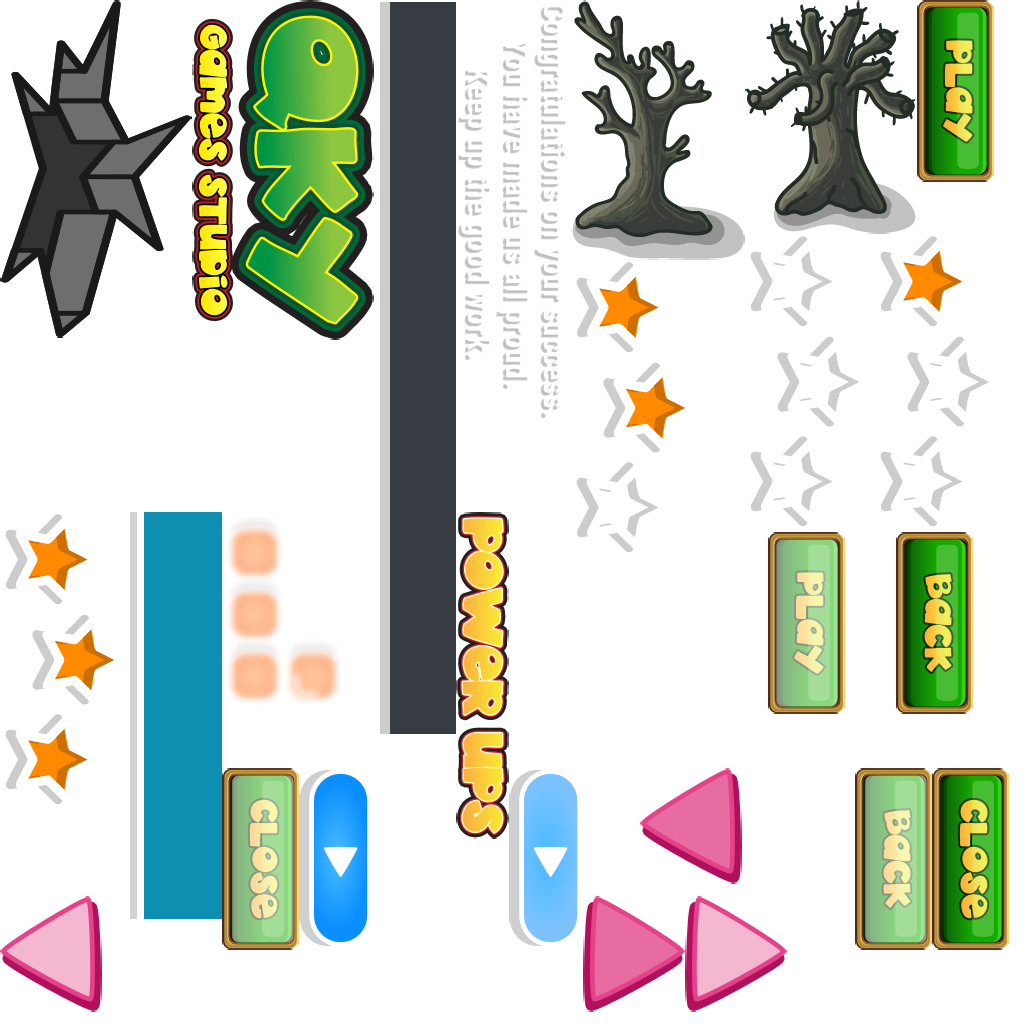 QKY
GAMES STUDIO
Congratulations on your success.
You have made us all proud.
Keep up the good work.
PLAY
POWER UPS
PLAY
BACK
CLOSE
BACK
CLOSE